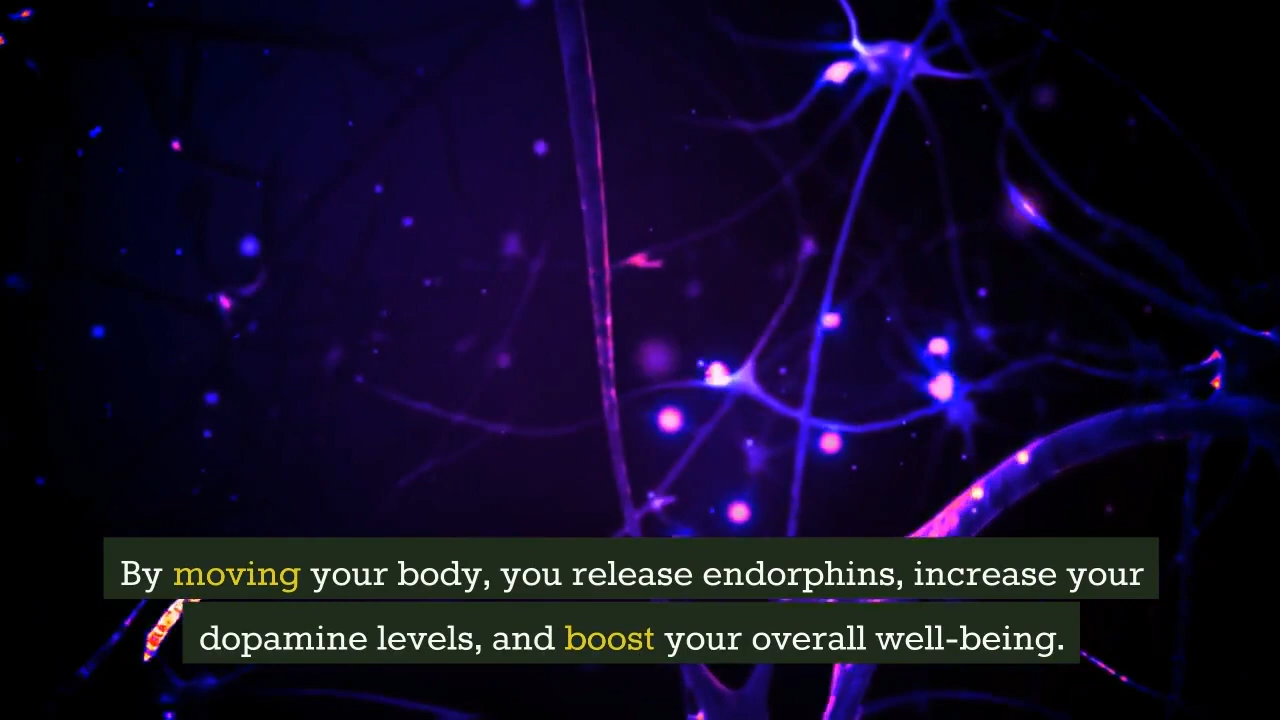 By moving your body, you release endorphins, increase your
dopamine levels, and boost your overall well-being.